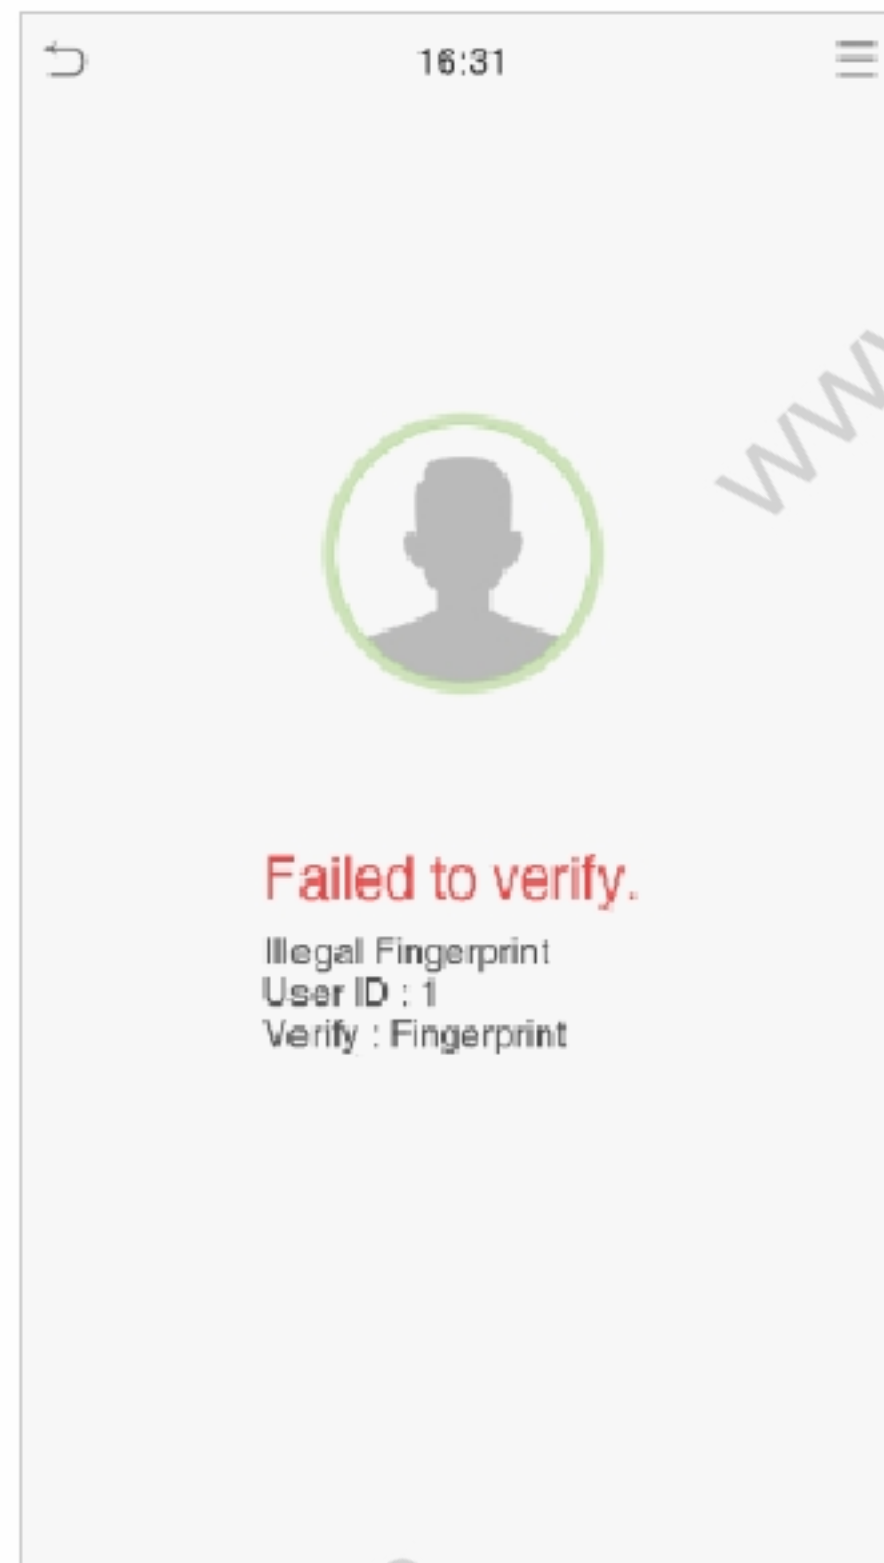 16:31
Failed to verify.
Illegal Fingerprint
User ID : 1
Verify : Fingerprint